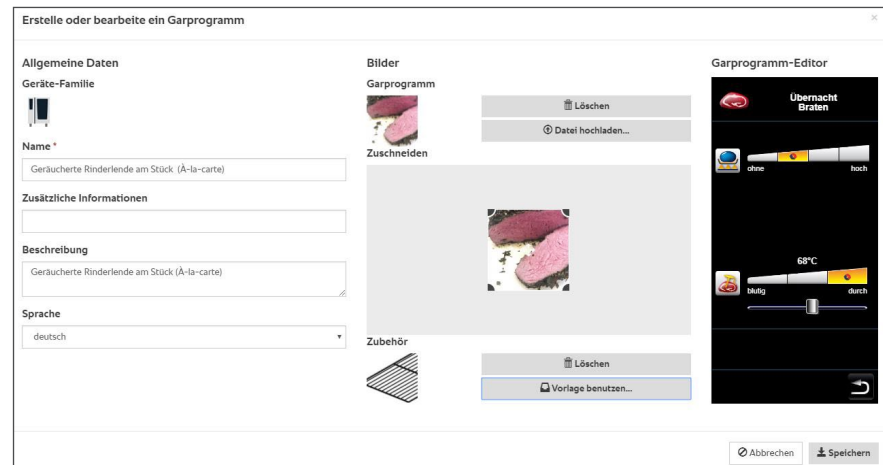 Erstelle oder bearbeite ein Garprogramm
×
Allgemeine Daten
Geräte-Familie
Name *
Geräucherte Rinderlende am Stück (À-la-carte)
Zusätzliche Informationen
Beschreibung
Geräucherte Rinderlende am Stück (À-la-carte)
Sprache
deutsch
Bilder
Garprogramm
Löschen
Datei hochladen...
Zuschneiden
Zubehör
Löschen
Vorlage benutzen...
Garprogramm-Editor
Übernacht
Braten
ohne hoch
68°C
blutig durch
Abbrechen
Speichern